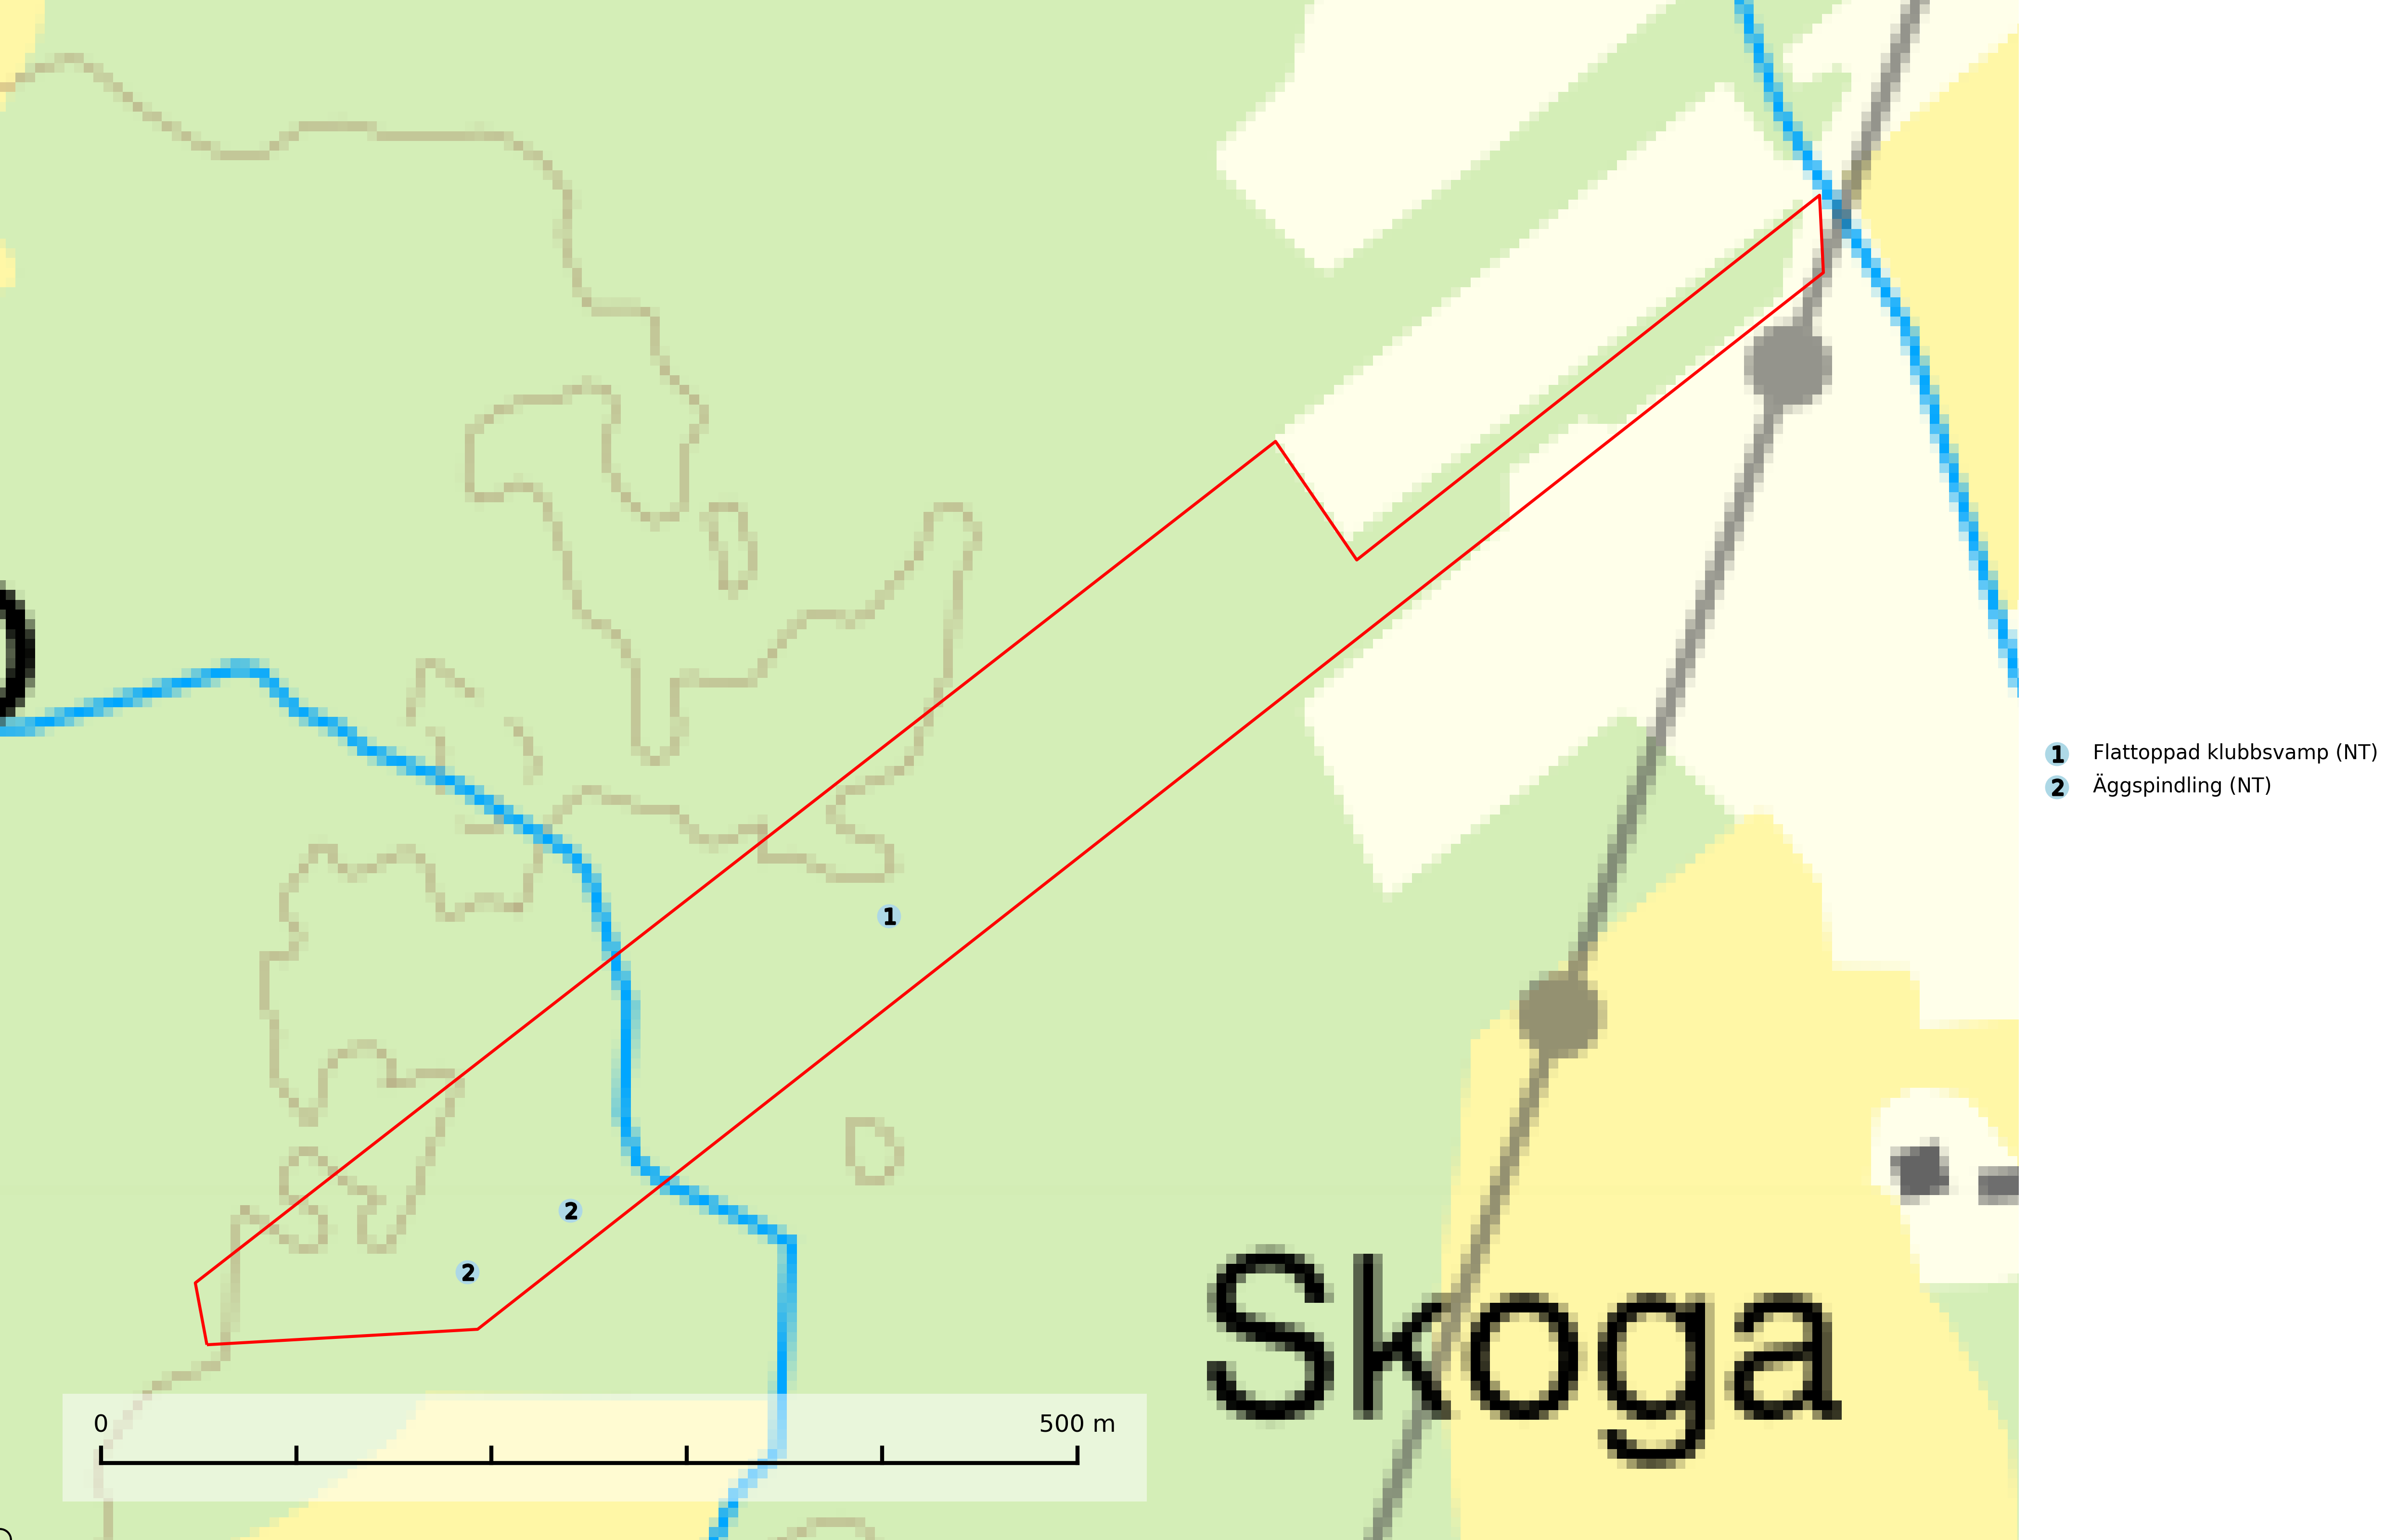 1
1 Flattoppad klubbsvamp (NT)
2 Äggspindling (NT)
2
2
Skoga
0 500 m